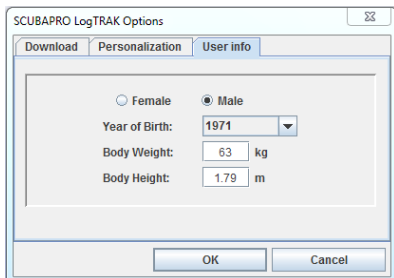 SCUBAPRO LogTRAK Options
Download Personalization User info
Female Male
Year of Birth: 1971
Body Weight: 63 kg
Body Height: 1.79 m
OK Cancel